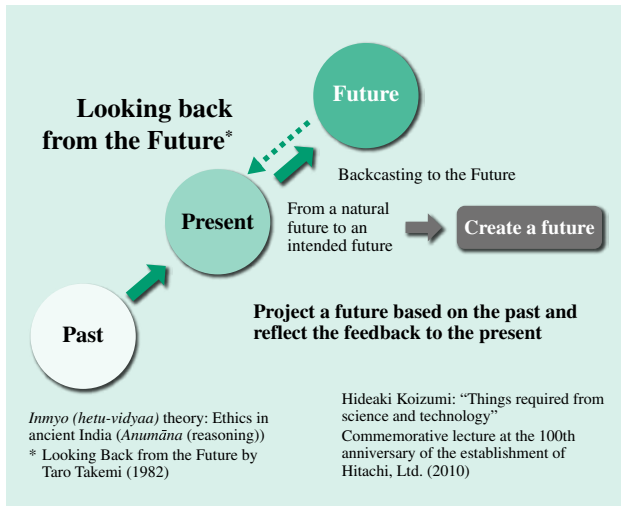 Looking back
from the Future*
Future
Backcasting to the Future
Present
From a natural
future to an
intended future
Create a future
Past
Project a future based on the past and
reflect the feedback to the present
Inmyo (hetu-vidyaa) theory: Ethics in
ancient India (Anumāna (reasoning))
* Looking Back from the Future by
Taro Takemi (1982)
Hideaki Koizumi: “Things required from
science and technology”
Commemorative lecture at the 100th
anniversary of the establishment of
Hitachi, Ltd. (2010)